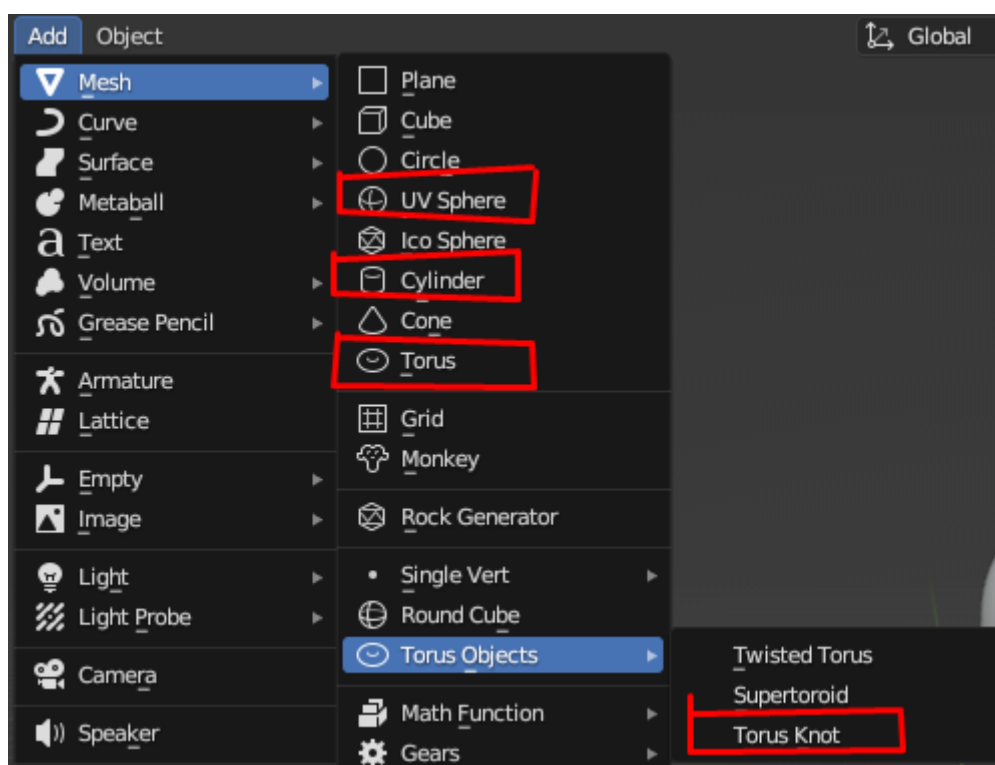 Add Object
Global
Mesh
Curve
Surface
Metaball
Text
Volume
Grease Pencil
Armature
Lattice
Empty
Image
Light
Light Probe
Camera
Speaker
Plane
Cube
Circle
UV Sphere
Ico Sphere
Cylinder
Cone
Torus
Grid
Monkey
Rock Generator
Single Vert
Round Cube
Torus Objects
Math Function
Gears
Twisted Torus
Supertoroid
Torus Knot